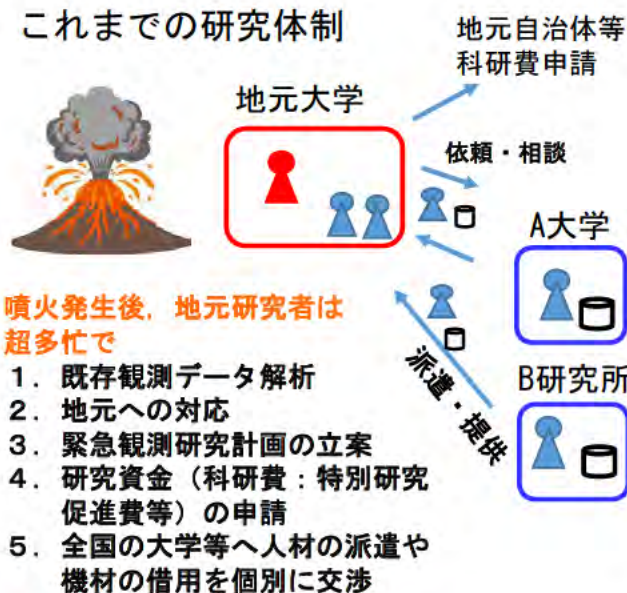 これまでの研究体制
地元自治体等
科研費申請
地元大学
依頼・相談
A大学
噴火発生後，地元研究者は
超多忙で
派遣・提供
B研究所
１．既存観測データ解析
２．地元への対応
３．緊急観測研究計画の立案
４．研究資金（科研費：特別研究
促進費等）の申請
５．全国の大学等へ人材の派遣や
機材の借用を個別に交渉